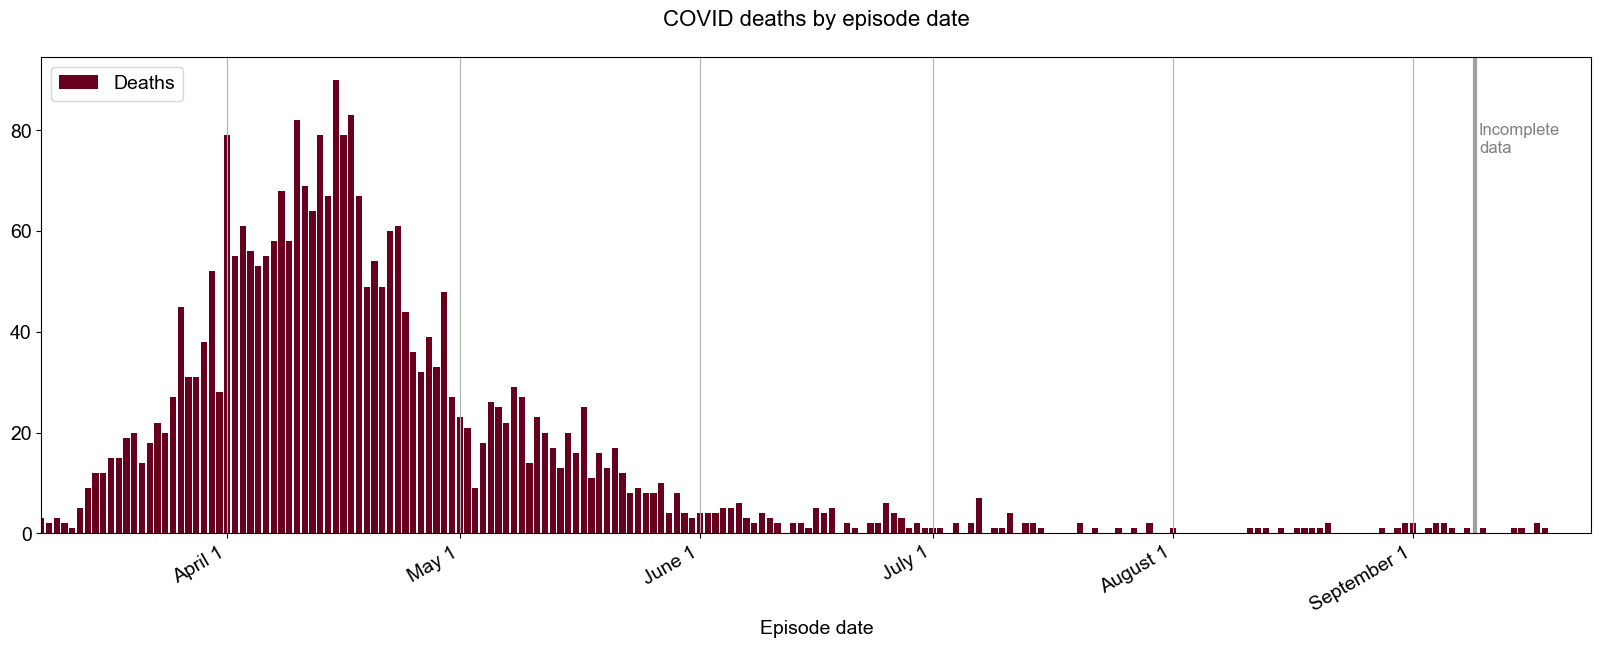 COVID deaths by episode date
Deaths
80
60
40
20
0
Incomplete
data
April 1
May 1
June 1
July 1
August 1
September 1
Episode date